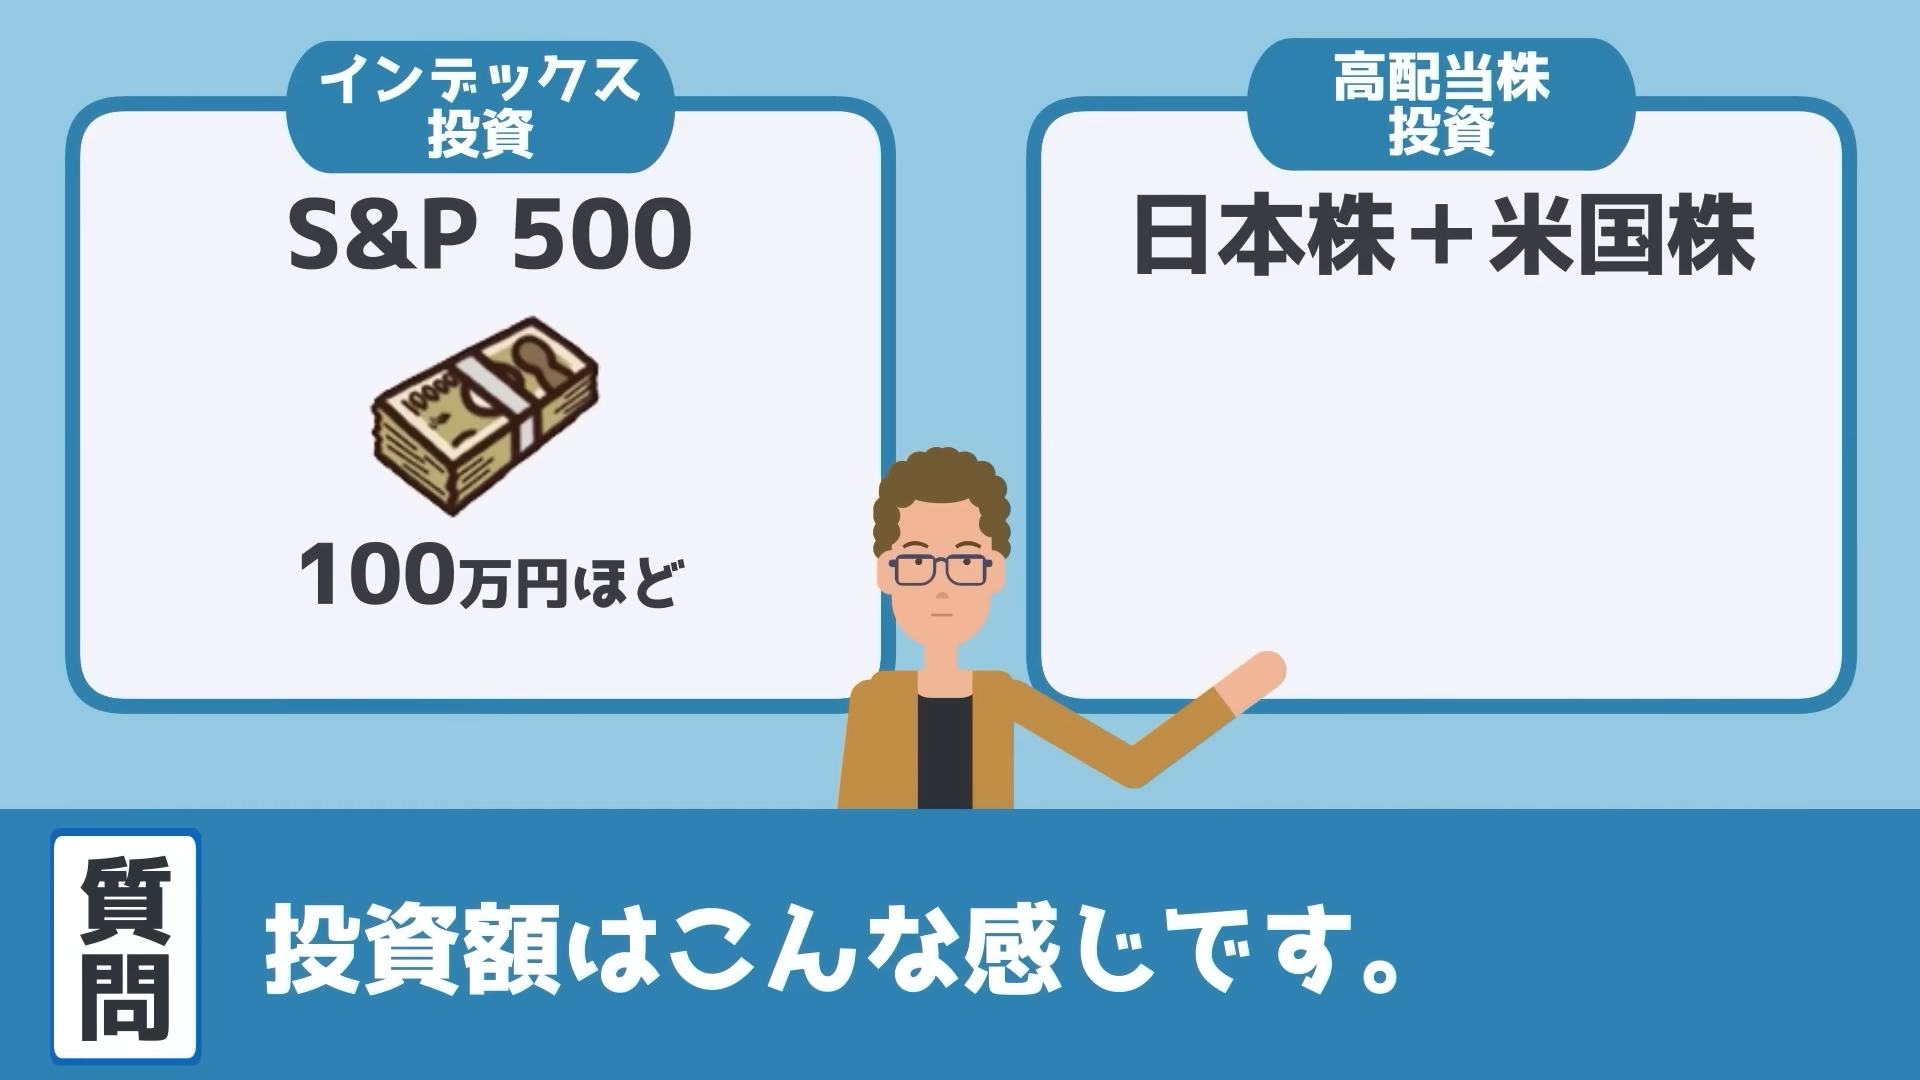 インデックス
投資
S&P 500
10000
100万円ほど
高配当株
投資
日本株＋米国株
質問
投資額はこんな感じです。